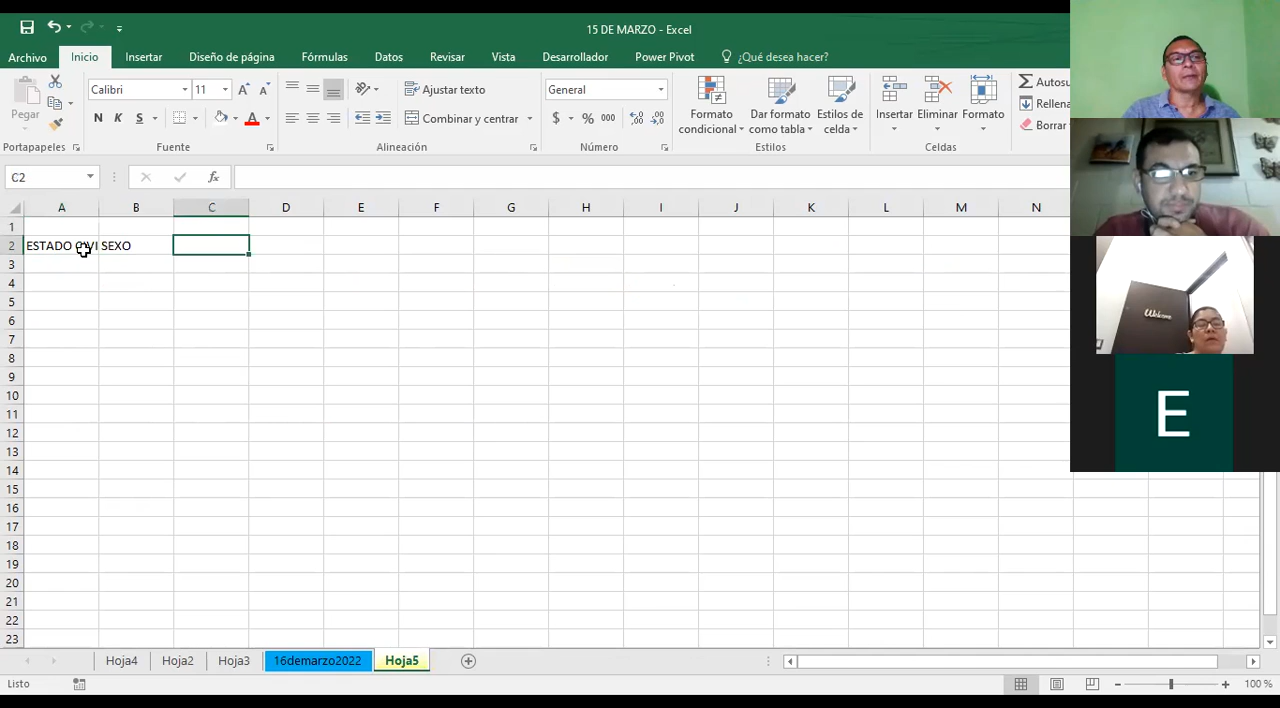 15 DE MARZO - Excel
Archivo Inicio Insertar Diseño de página Fórmulas Datos Revisar Vista Desarrollador Power Pivot ¿Qué desea hacer?
Pegar
Calibri 11
N K S A
Ajustar texto
Combinar y centrar
General
$ % 000
Formato condicional
Dar formato como tabla
Estilos de celda
Insertar Eliminar Formato
Autosu
Rellena
Borrar
Portapapeles Fuente Alineación Número Estilos Celdas
C2 fx
A B C D E F G H I J K L M N
1
2 ESTADO CIVI SEXO
3
4
5
6
7
8
9
10
11
12
13
14
15
16
17
18
19
20
21
22
23
Hoja4 Hoja2 Hoja3 16demarzo2022 Hoja5
Listo 100 %
Welcome
E